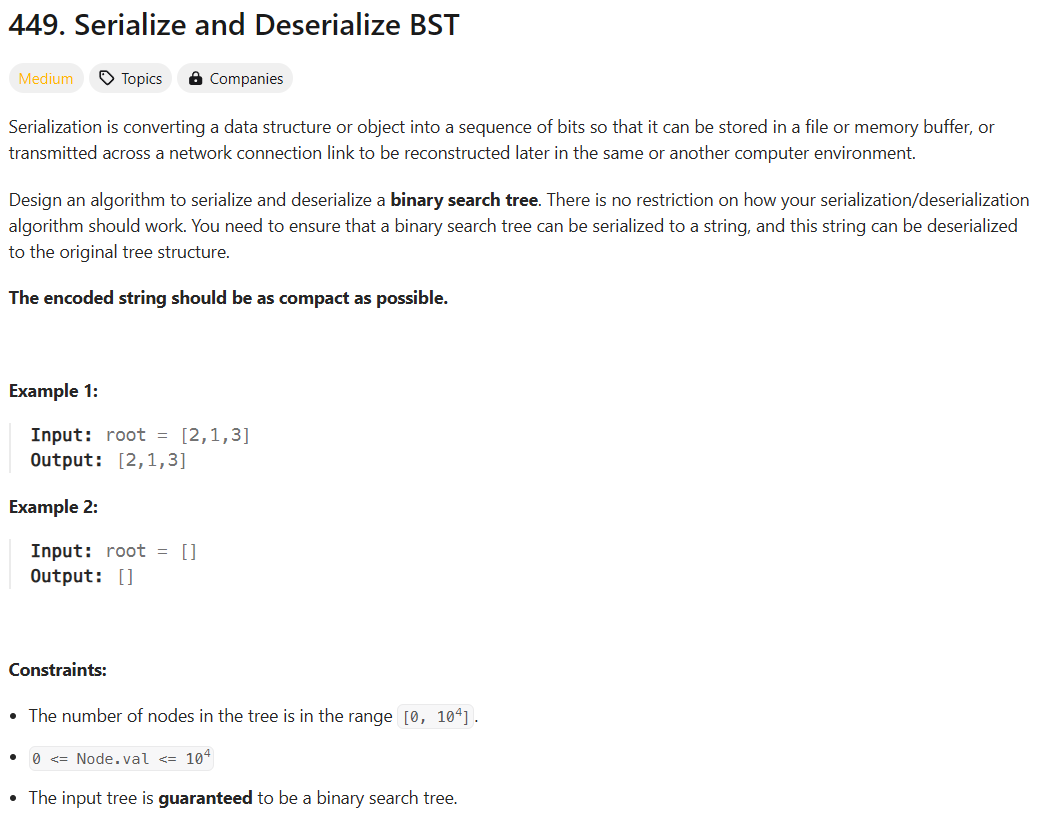 449. Serialize and Deserialize BST
Medium Topics Companies
Serialization is converting a data structure or object into a sequence of bits so that it can be stored in a file or memory buffer, or
transmitted across a network connection link to be reconstructed later in the same or another computer environment.
Design an algorithm to serialize and deserialize a binary search tree. There is no restriction on how your serialization/deserialization
algorithm should work. You need to ensure that a binary search tree can be serialized to a string, and this string can be deserialized
to the original tree structure.
The encoded string should be as compact as possible.
Example 1:
Input: root = [2,1,3]
Output: [2,1,3]
Example 2:
Input: root = []
Output: []
Constraints:
• The number of nodes in the tree is in the range [0, 10⁴].
• 0 <= Node.val <= 10⁴
• The input tree is guaranteed to be a binary search tree.